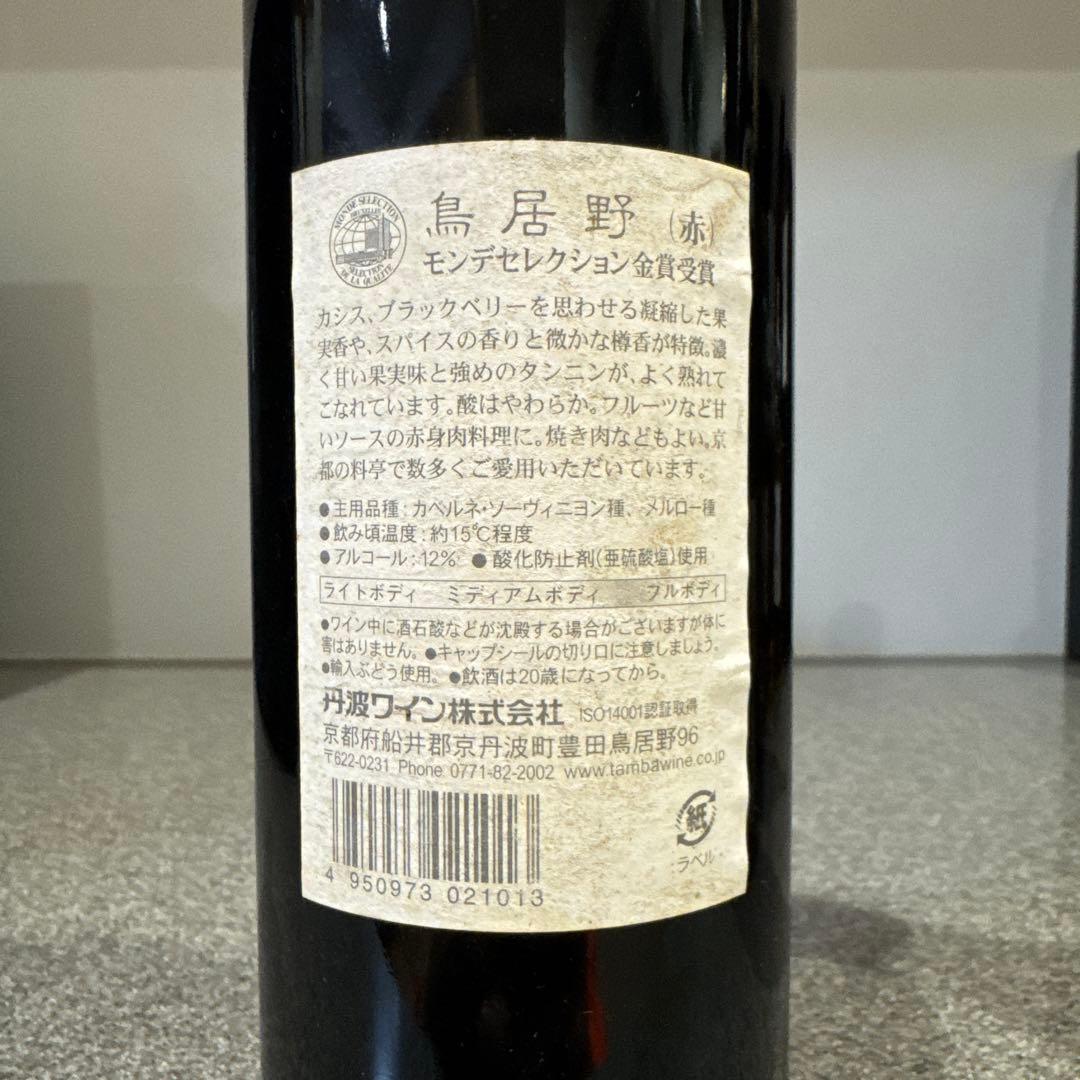 MONDE SELECTION
BRUXELLES
SELECTION
DE LA QUALITE
鳥居野(赤)
モンデセレクション金賞受賞
カシス、ブラックベリーを思わせる凝縮した果
実香や、スパイスの香りと微かな樽香が特徴。濃
く甘い果実味と強めのタンニンが、よく熟れて
こなれています。酸はやわらか。フルーツなど甘
いソースの赤身肉料理に。焼き肉などもよい。京
都の料亭で数多くご愛用いただいています。
●主用品種:カベルネ・ソーヴィニヨン種、メルロー種
●飲み頃温度:約15℃程度
●アルコール:12% ●酸化防止剤(亜硫酸塩)使用
ライトボディ ミディアムボディ フルボディ
●ワイン中に酒石酸などが沈殿する場合がございますが体に
害はありません。●キャップシールの切り口に注意しましょう。
●輸入ぶどう使用。●飲酒は20歳になってから。
丹波ワイン株式会社 ISO14001認証取得
京都府船井郡京丹波町豊田鳥居野96
〒622-0231 Phone 0771-82-2002 www.tambawine.co.jp
紙
ラベル
4 950973 021013